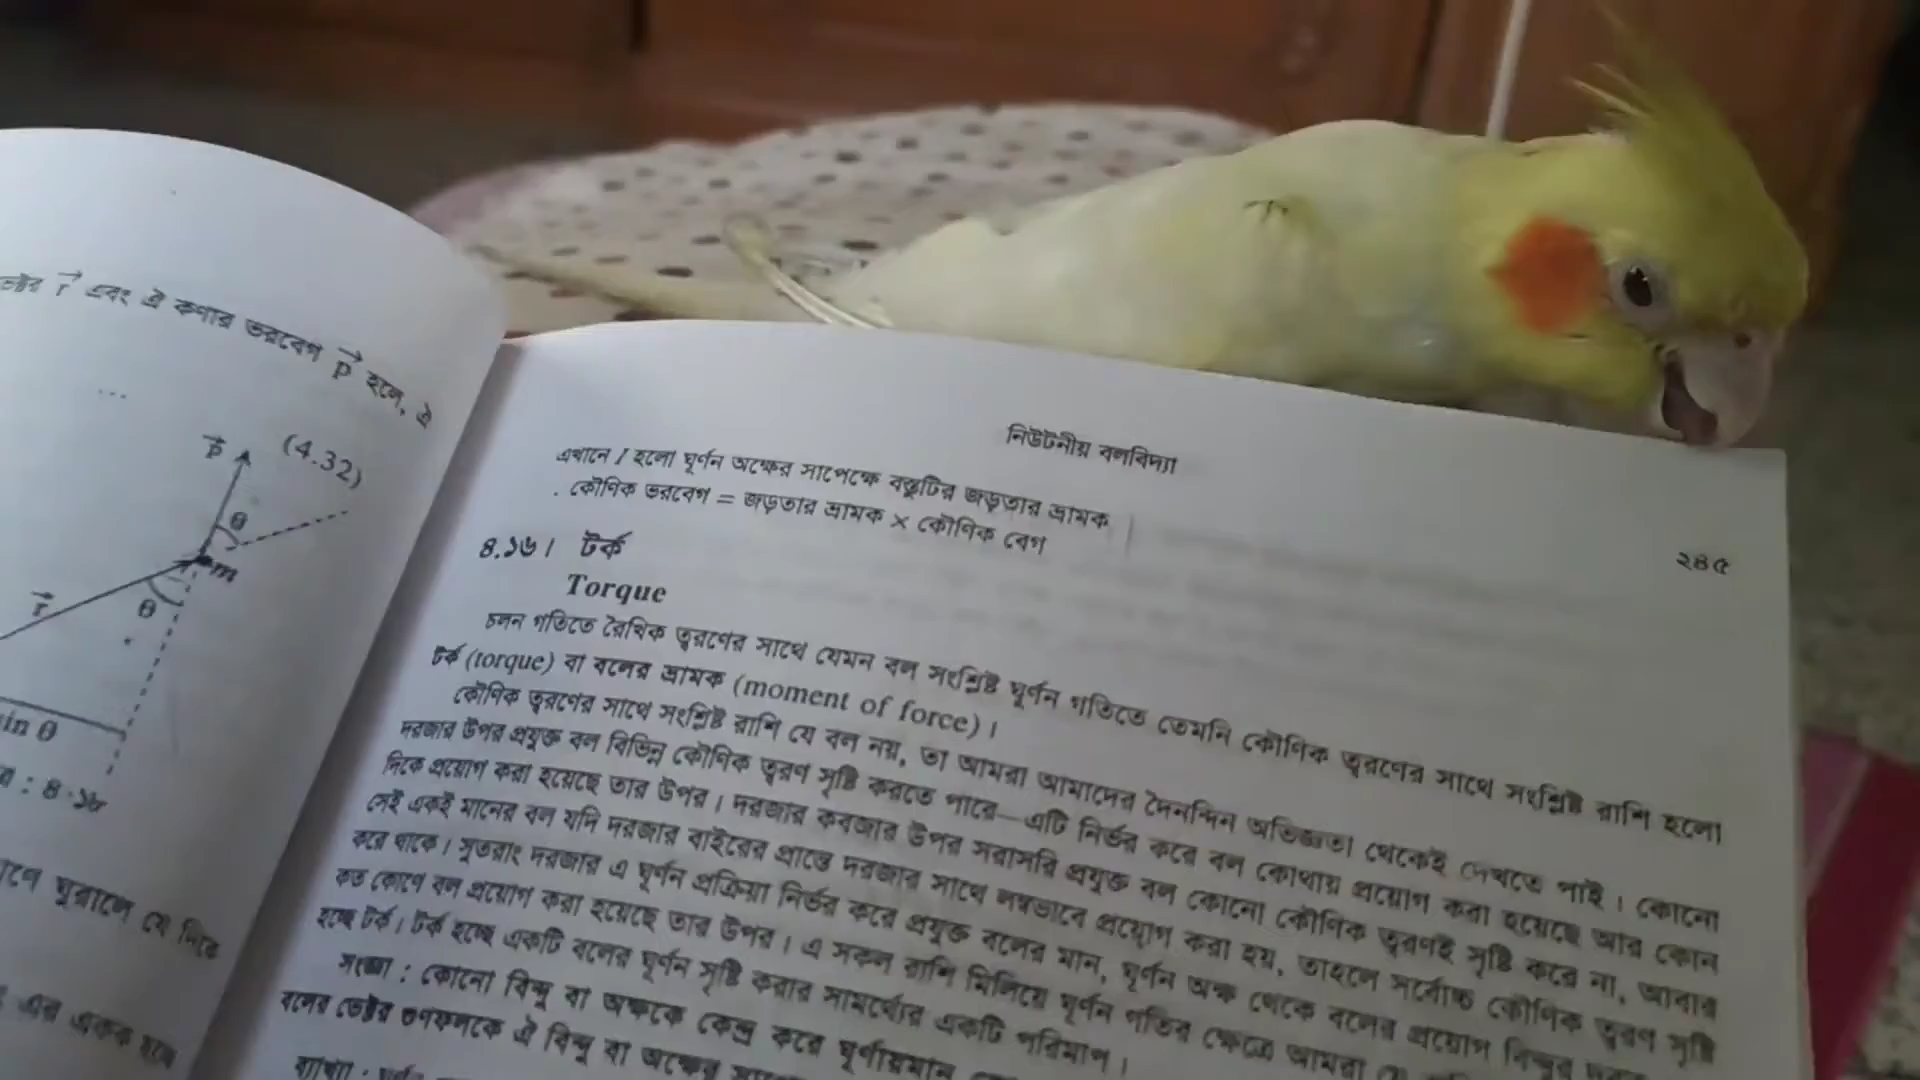 এবং ঐ কণার ভরবেগ p⃗ হলে, ঐ
(4.32)
p⃗
θ
m
r⃗
θ
in θ
: ৪.১৮
ঘুরালে যে দিকে
এর একক হলো
নিউটনীয় বলবিদ্যা
২৪৫
এখানে I হলো ঘূর্ণন অক্ষের সাপেক্ষে বস্তুটির জড়তার ভ্রামক
. কৌণিক ভরবেগ = জড়তার ভ্রামক × কৌণিক বেগ
৪.১৬। টর্ক
Torque
চলন গতিতে রৈখিক ত্বরণের সাথে যেমন বল সংশ্লিষ্ট ঘূর্ণন গতিতে তেমনি কৌণিক ত্বরণের সাথে সংশ্লিষ্ট রাশি হলো
টর্ক (torque) বা বলের ভ্রামক (moment of force)।
কৌণিক ত্বরণের সাথে সংশ্লিষ্ট রাশি যে বল নয়, তা আমরা আমাদের দৈনন্দিন অভিজ্ঞতা থেকেই দেখতে পাই। কোনো
দরজার উপর প্রযুক্ত বল বিভিন্ন কৌণিক ত্বরণ সৃষ্টি করতে পারে—এটি নির্ভর করে বল কোথায় প্রয়োগ করা হয়েছে আর কোন
দিকে প্রয়োগ করা হয়েছে তার উপর। দরজার কবজার উপর সরাসরি প্রযুক্ত বল কোনো কৌণিক ত্বরণই সৃষ্টি করে না, আবার
সেই একই মানের বল যদি দরজার বাইরের প্রান্তে দরজার সাথে লম্বভাবে প্রয়োগ করা হয়, তাহলে সর্বোচ্চ কৌণিক ত্বরণ সৃষ্টি
করে থাকে। সুতরাং দরজার এ ঘূর্ণন প্রক্রিয়া নির্ভর করে প্রযুক্ত বলের মান, ঘূর্ণন অক্ষ থেকে বলের প্রয়োগ বিন্দুর দূরত্ব
কত কোণে বল প্রয়োগ করা হয়েছে তার উপর। এ সকল রাশি মিলিয়ে ঘূর্ণন গতির ক্ষেত্রে আমরা যে
হচ্ছে টর্ক। টর্ক হচ্ছে একটি বলের ঘূর্ণন সৃষ্টি করার সামর্থ্যের একটি পরিমাপ।
সংজ্ঞা : কোনো বিন্দু বা অক্ষকে কেন্দ্র করে ঘূর্ণায়মান
বলের ভেক্টর গুণফলকে ঐ বিন্দু বা অক্ষের
ব্যাখ্যা :